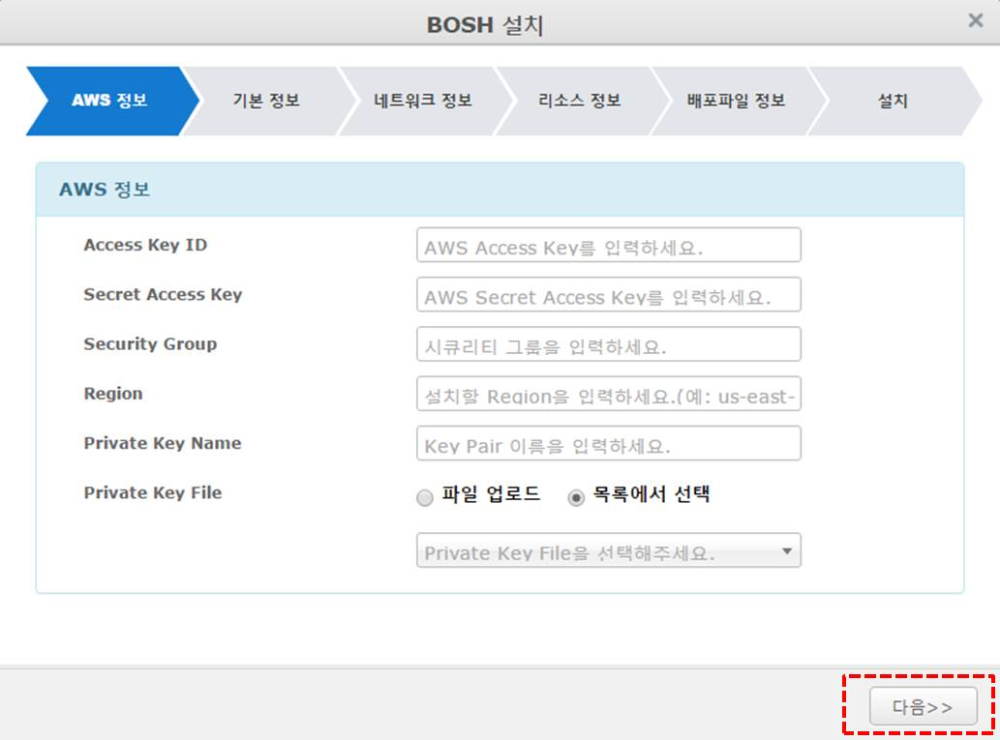 BOSH 설치
×
AWS 정보
기본 정보
네트워크 정보
리소스 정보
배포파일 정보
설치
AWS 정보
Access Key ID
AWS Access Key를 입력하세요.
Secret Access Key
AWS Secret Access Key를 입력하세요.
Security Group
시큐리티 그룹을 입력하세요.
Region
설치할 Region을 입력하세요.(예: us-east-
Private Key Name
Key Pair 이름을 입력하세요.
Private Key File
파일 업로드
목록에서 선택
Private Key File을 선택해주세요.
다음>>